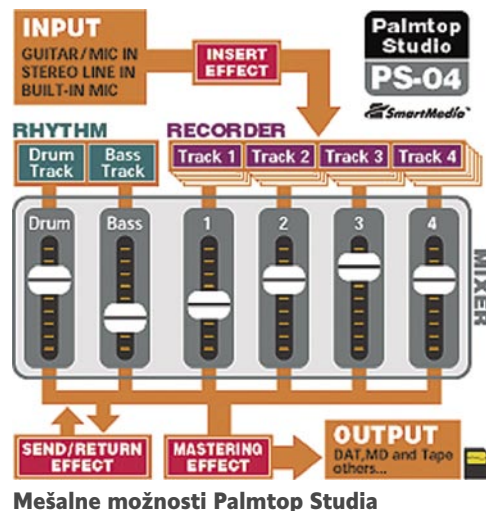 INPUT
GUITAR/MIC IN
STEREO LINE IN
BUILT-IN MIC
INSERT
EFFECT
Palmtop
Studio
PS-04
SmartMedia
RHYTHM
RECORDER
Drum
Track
Bass
Track
Track 1
Track 2
Track 3
Track 4
Drum
Bass
1
2
3
4
MIXER
SEND/RETURN
EFFECT
MASTERING
EFFECT
OUTPUT
DAT,MD and Tape
others...
Mešalne možnosti Palmtop Studia